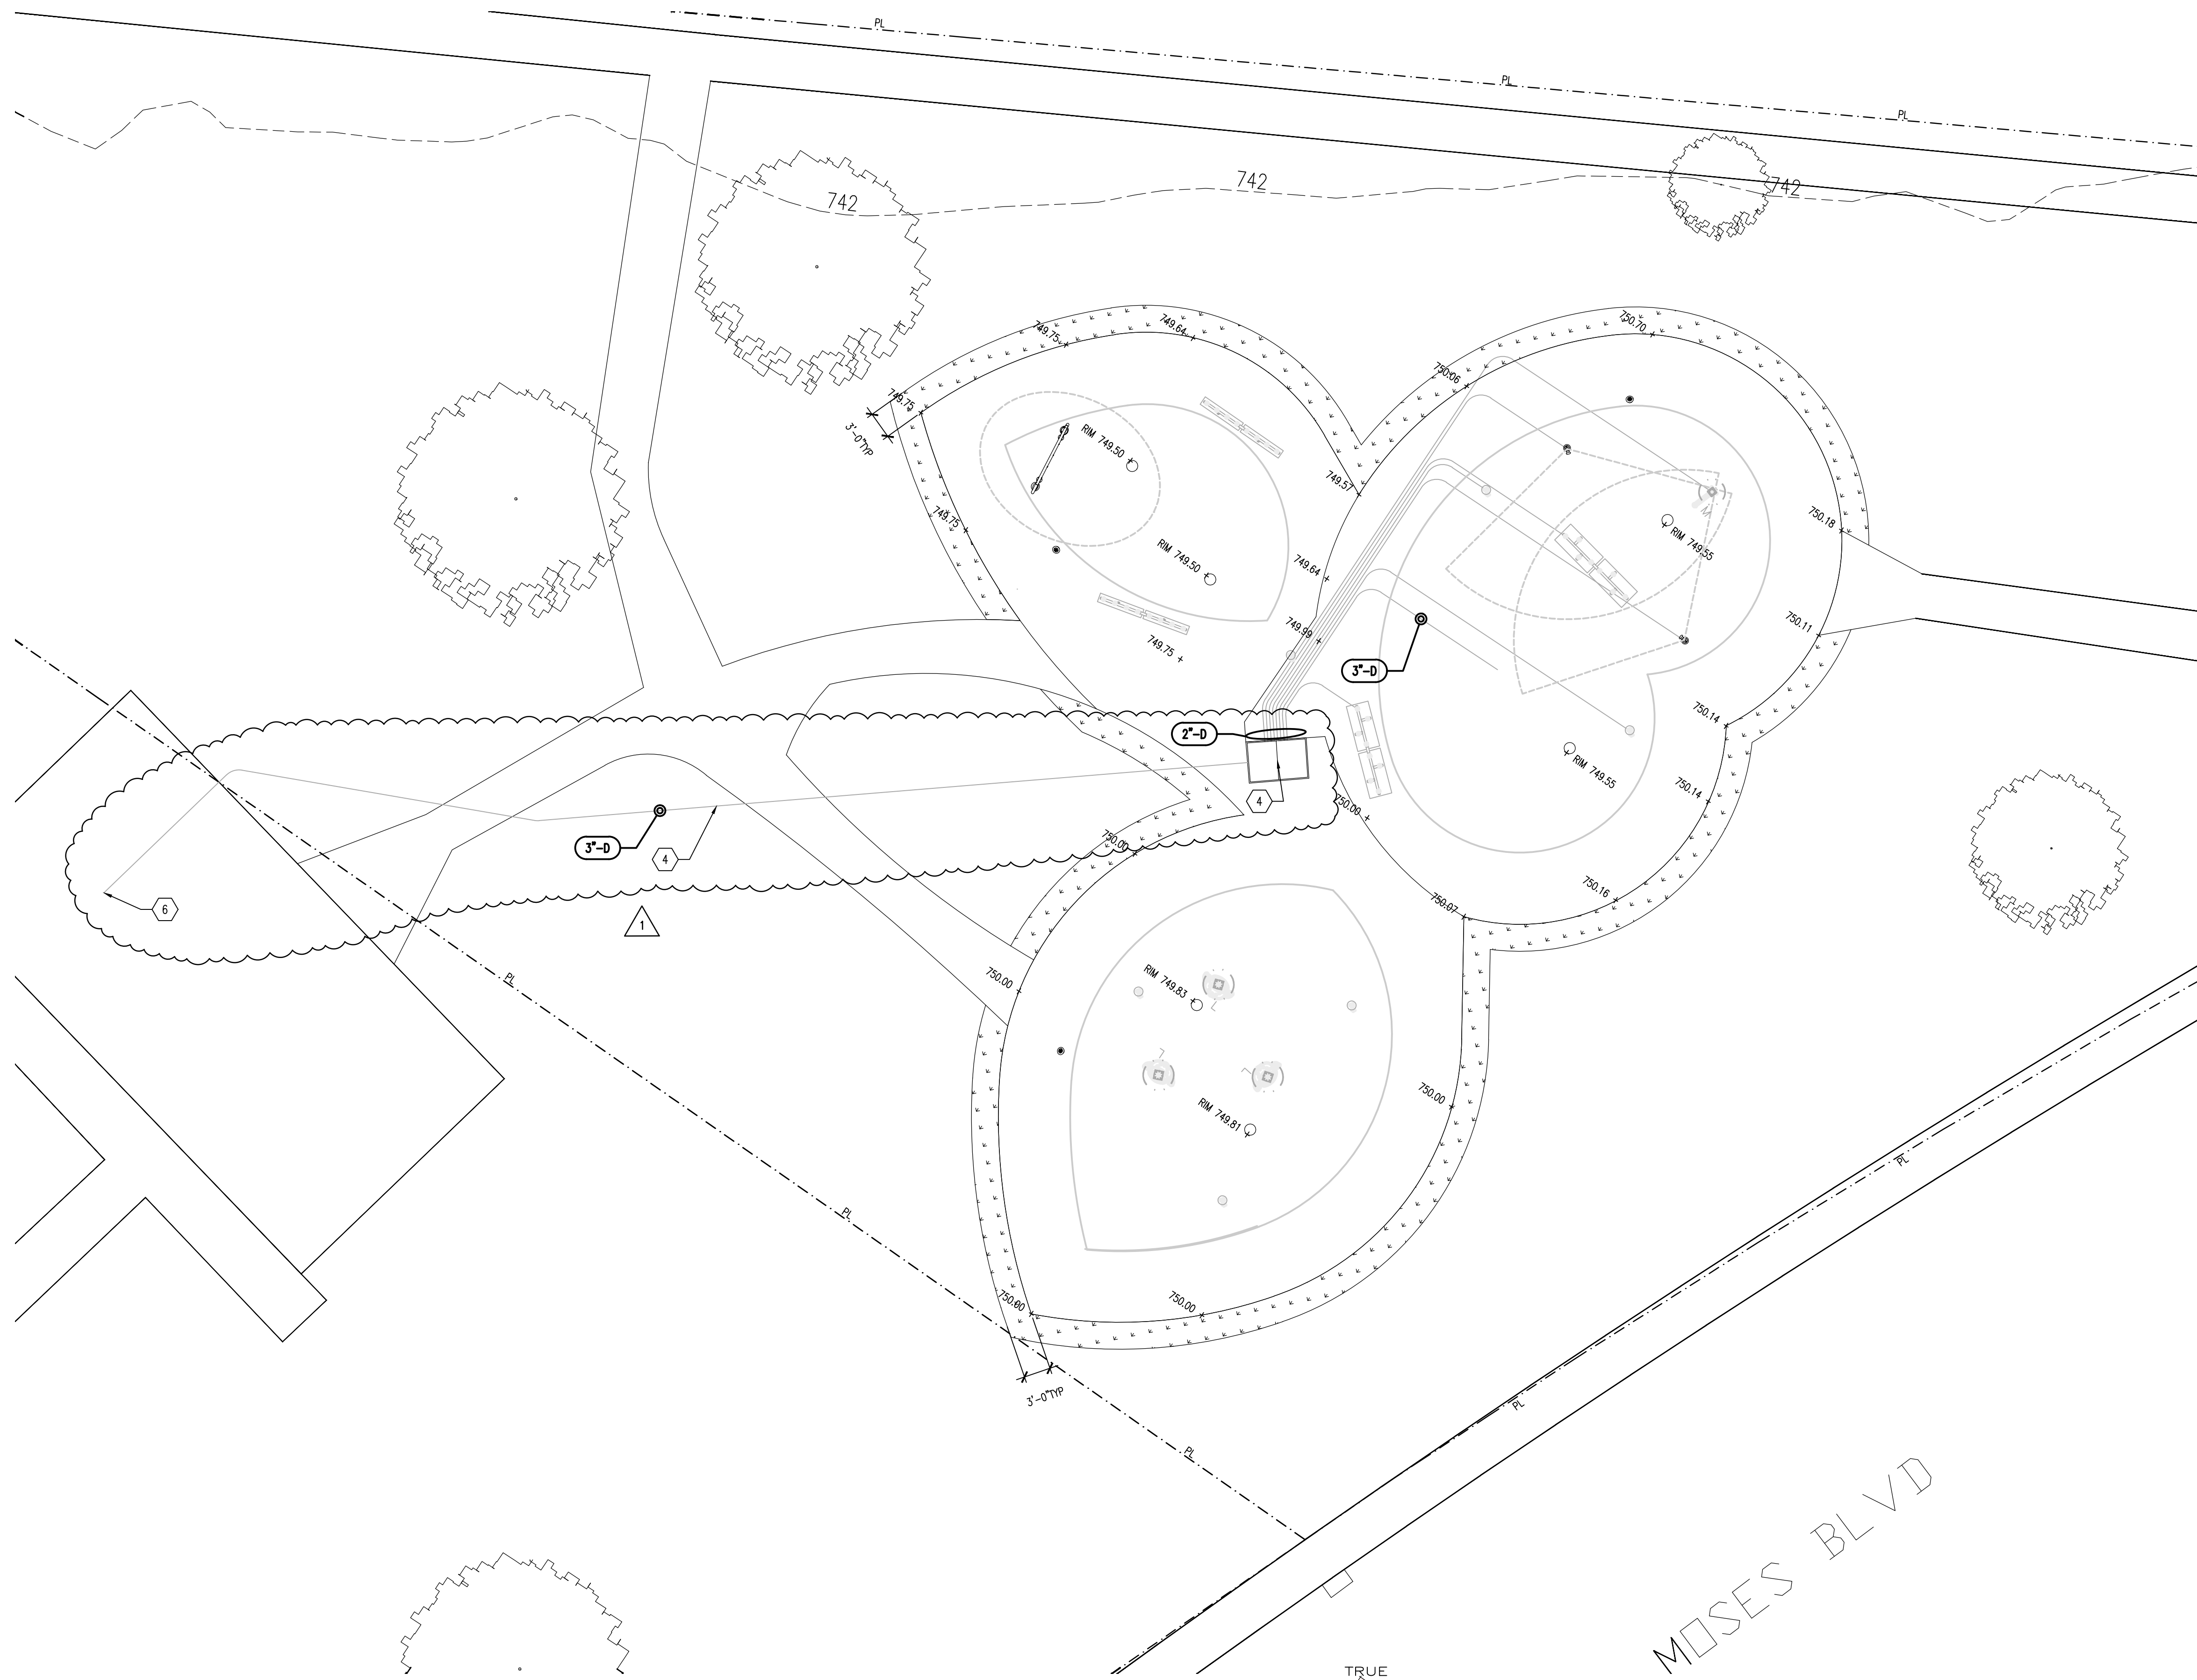 PL
PL
PL
742
742
742
749.75
749.64
750.70
750.06
749.75
3'-0"TYP
RIM 749.50
749.57
749.75
750.18
RIM 749.55
RIM 749.50
749.64
749.99
750.11
749.75
3"-D
2"-D
750.14
RIM 749.55
750.14
4
750.00
3"-D
4
750.00
6
1
750.16
750.07
PL
750.00
RIM 749.83
750.00
RIM 749.81
PL
PL
750.00
750.00
3'-0"TYP
PL
PL
MOSES BLVD
TRUE